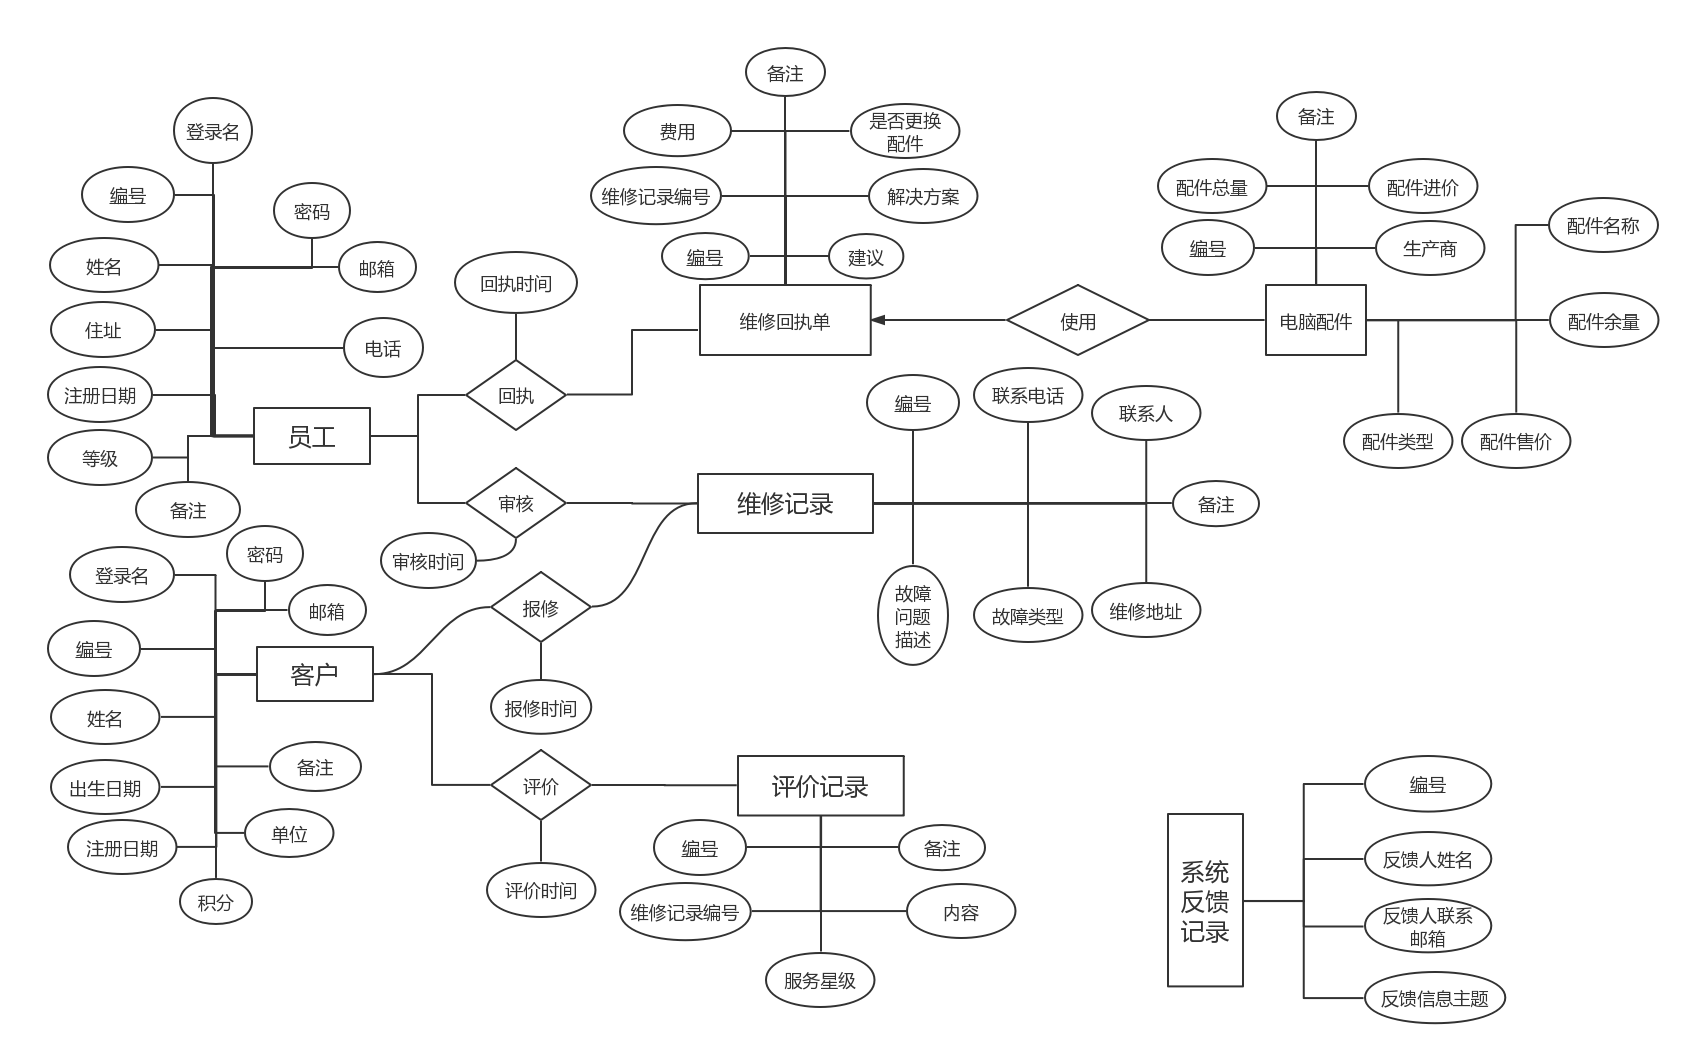 备注
费用
是否更换
配件
维修记录编号
解决方案
编号
建议
维修回执单
使用
备注
配件总量
配件进价
编号
生产商
电脑配件
配件名称
配件余量
配件类型
配件售价
登录名
编号
密码
姓名
邮箱
住址
电话
注册日期
等级
备注
员工
回执时间
回执
审核
审核时间
维修记录
编号
联系电话
联系人
备注
故障
问题
描述
故障类型
维修地址
登录名
密码
邮箱
编号
客户
姓名
出生日期
备注
注册日期
单位
积分
报修
报修时间
评价
评价时间
评价记录
编号
备注
维修记录编号
内容
服务星级
系统
反馈
记录
编号
反馈人姓名
反馈人联系
邮箱
反馈信息主题